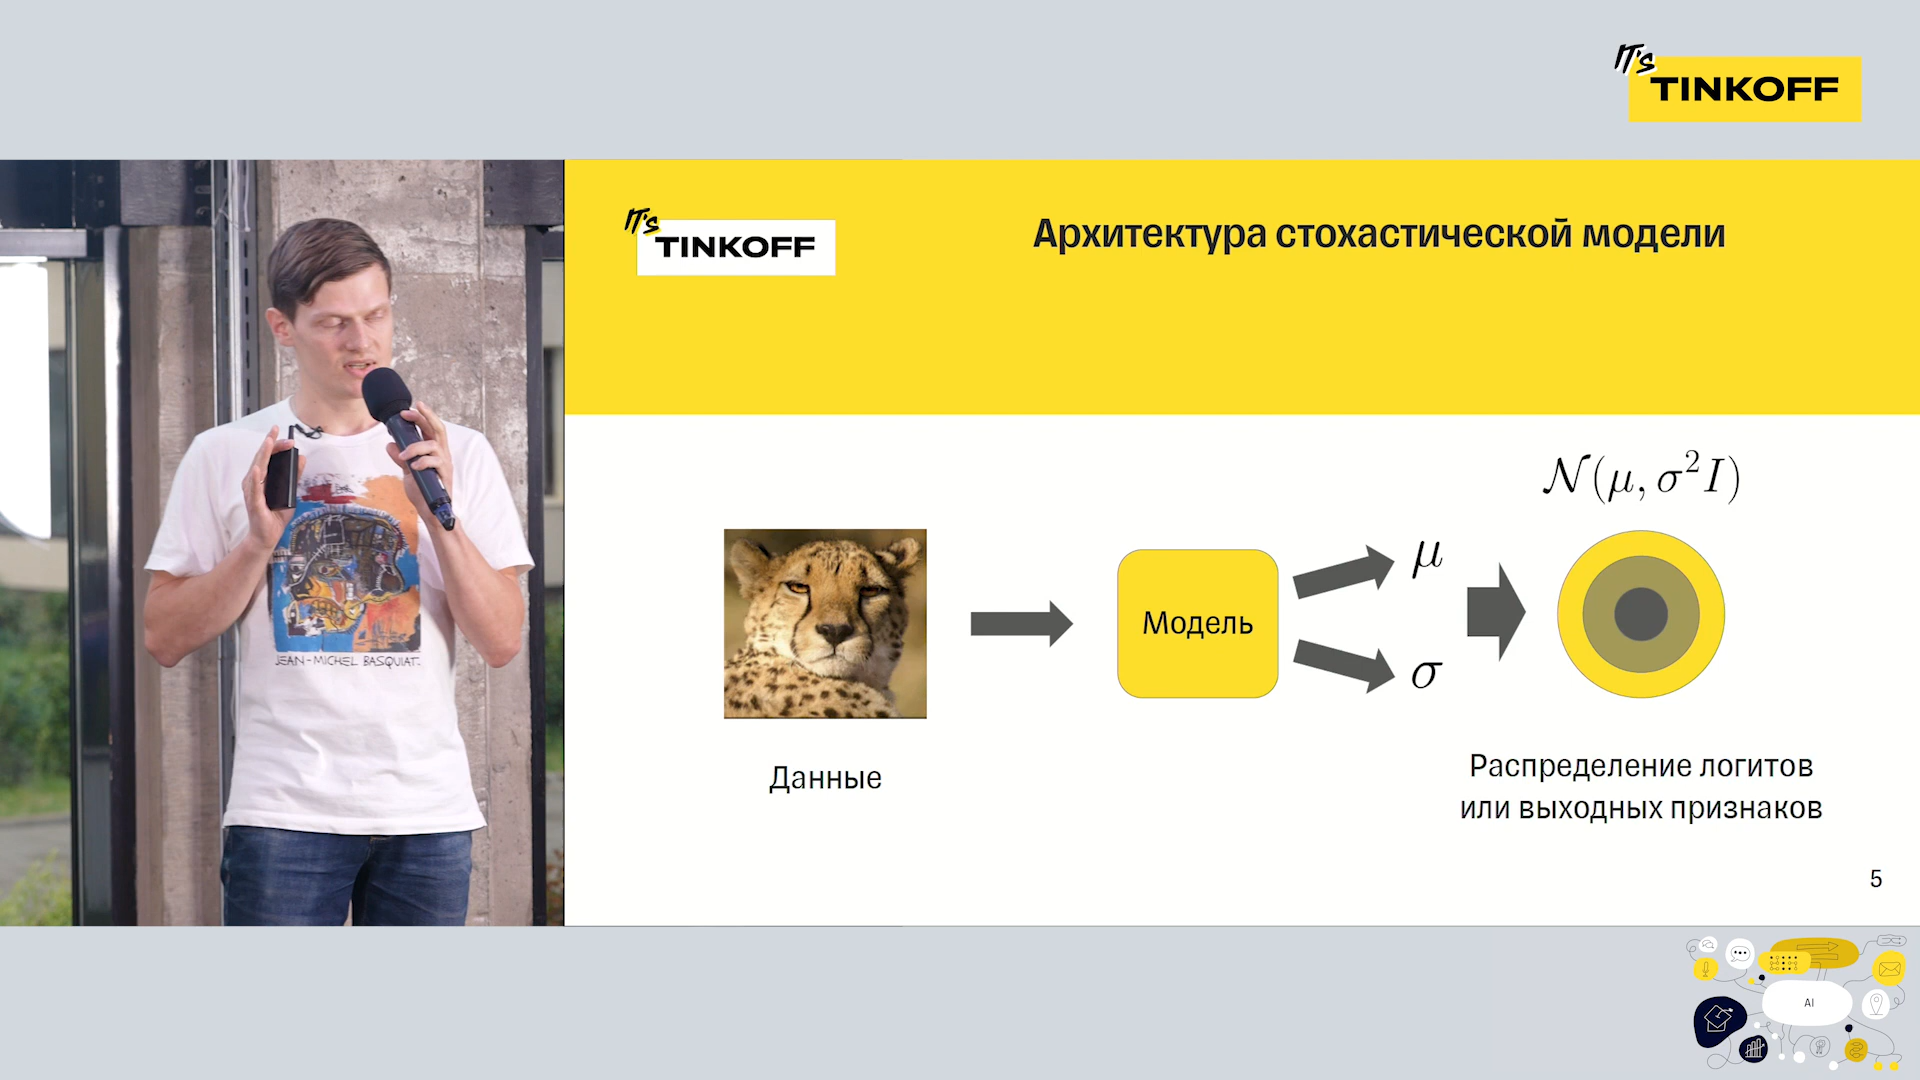 IT's
TINKOFF
IT's
TINKOFF
Архитектура стохастической модели
JEAN-MICHEL BASQUIAT-
Данные
Модель
μ
σ
𝒩(μ, σ²I)
Распределение логитов
или выходных признаков
5
AI